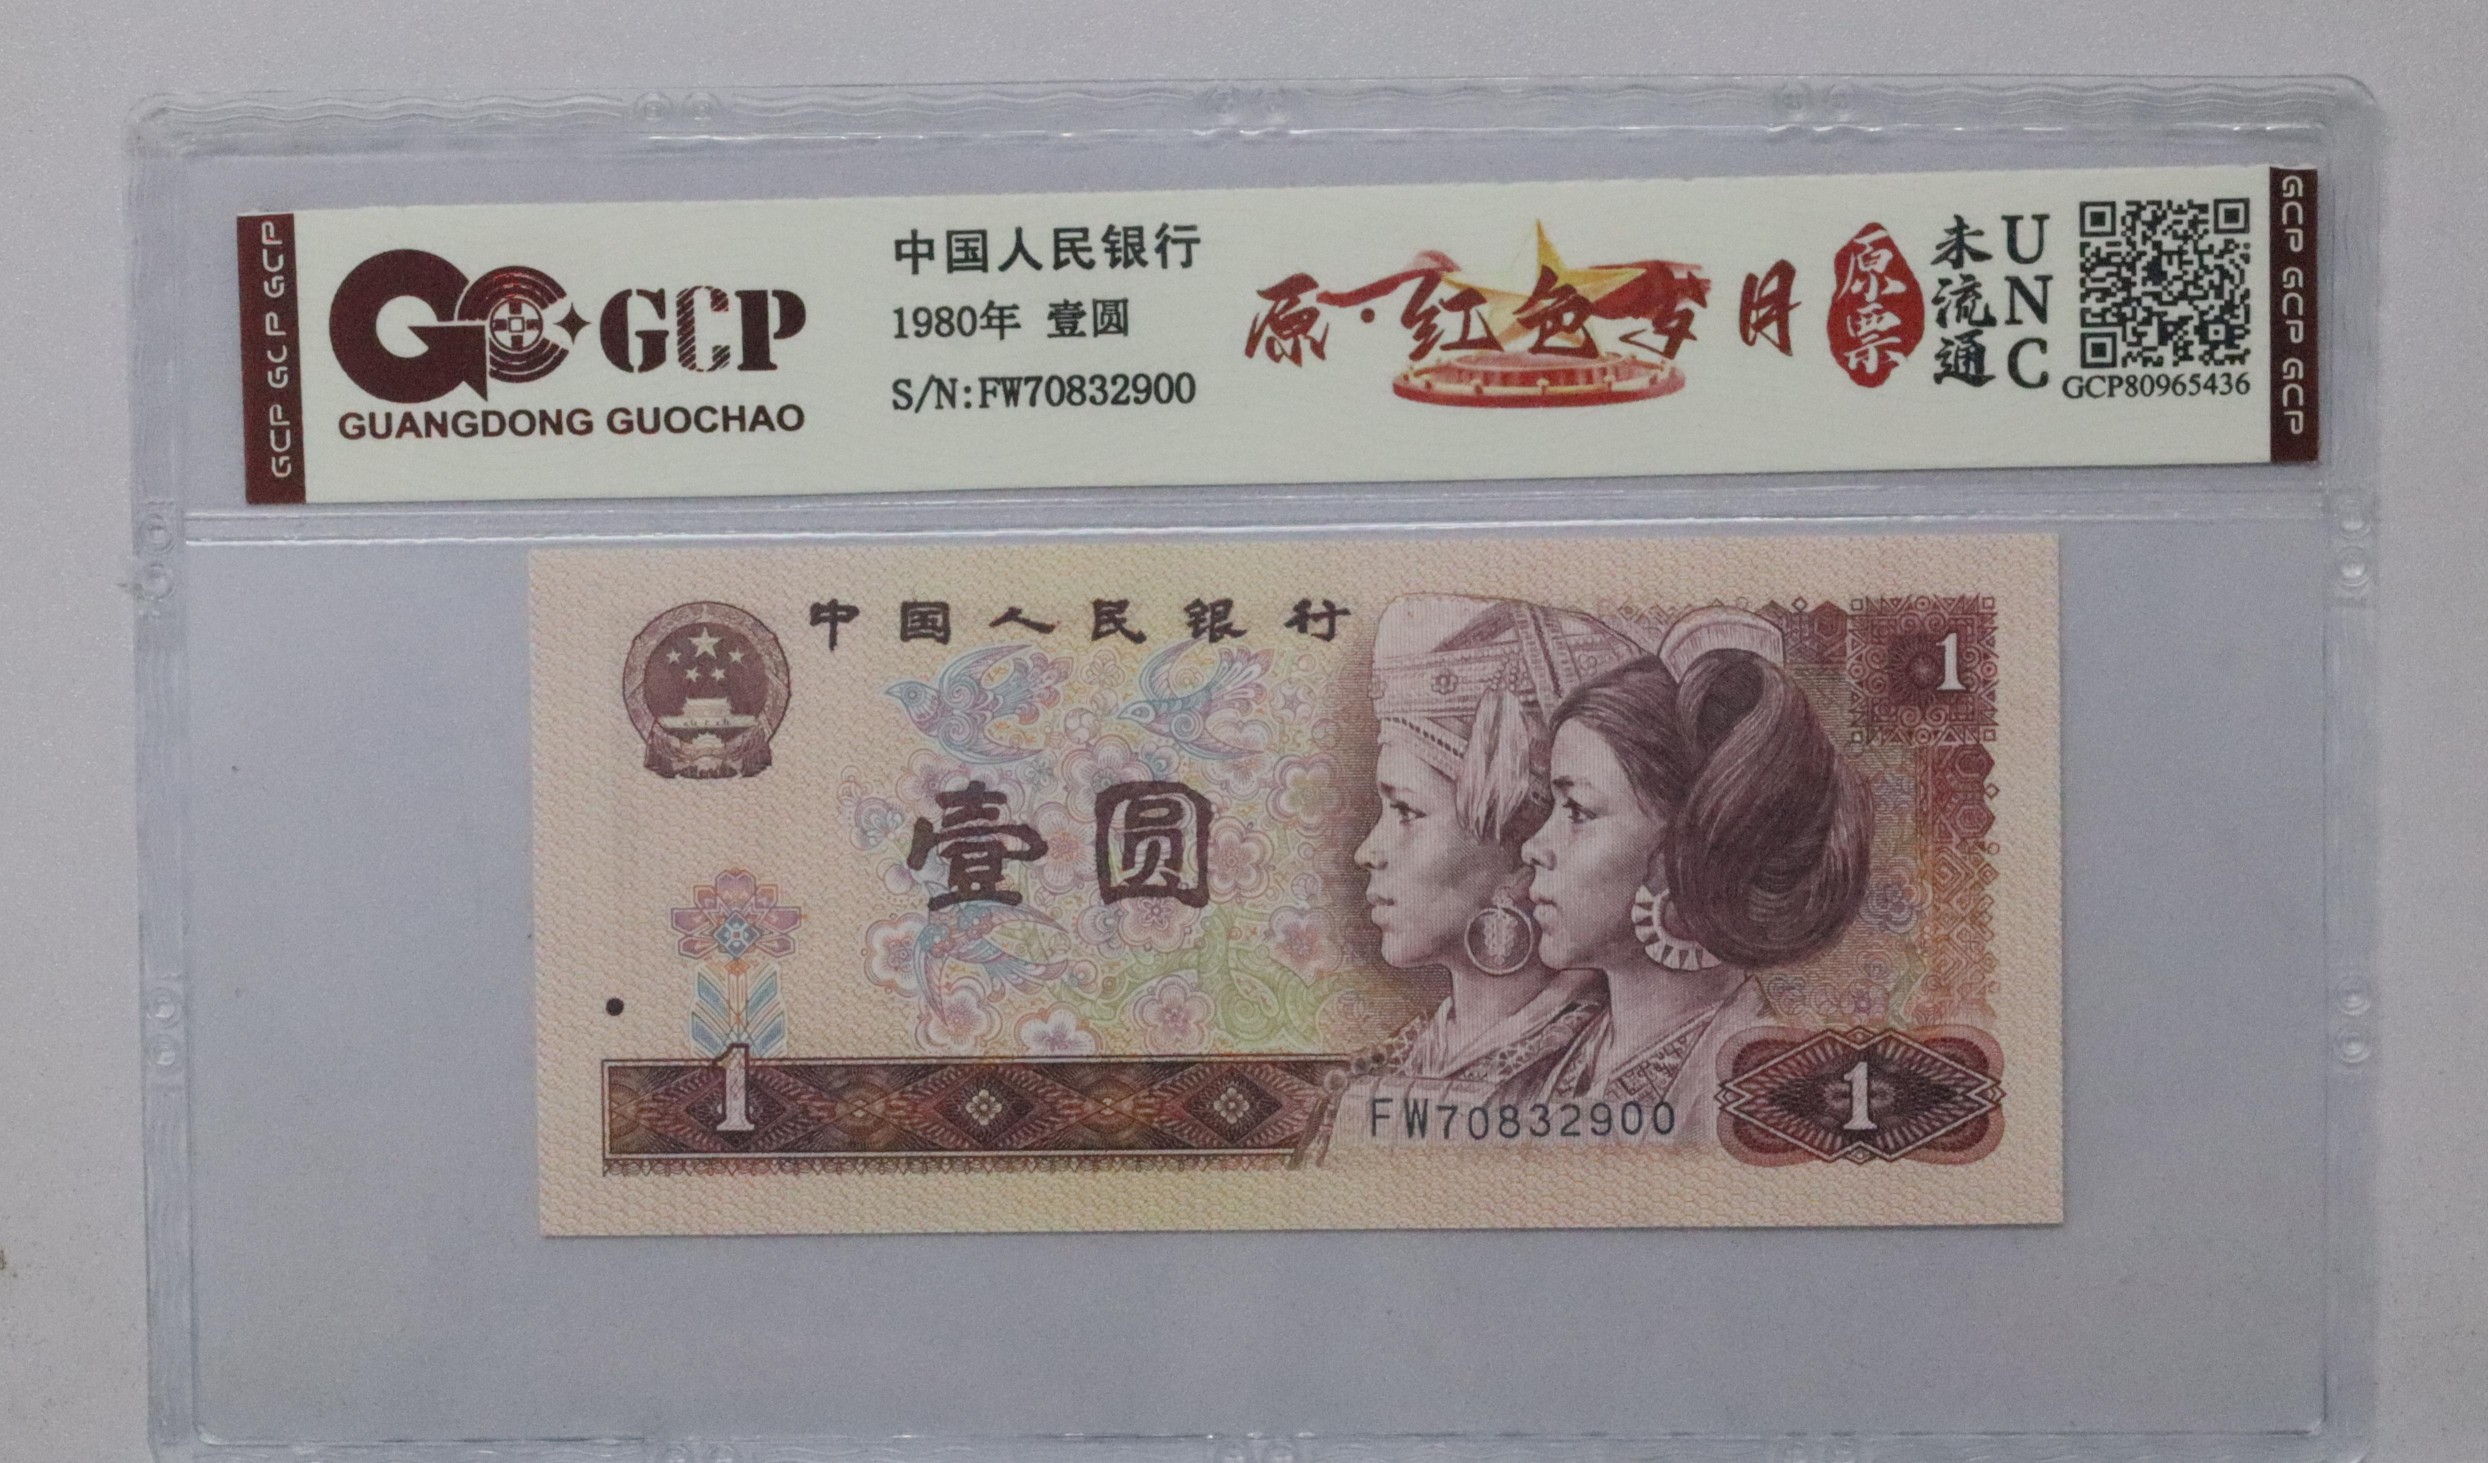 GCP GCP GCP
GCP
GUANGDONG GUOCHAO
中国人民银行
1980年 壹圆
S/N:FW70832900
原·红色岁月
原票
未流通
UNC
GCP80965436
GCP GCP GCP
中国人民银行
1
壹圆
1
FW70832900
1